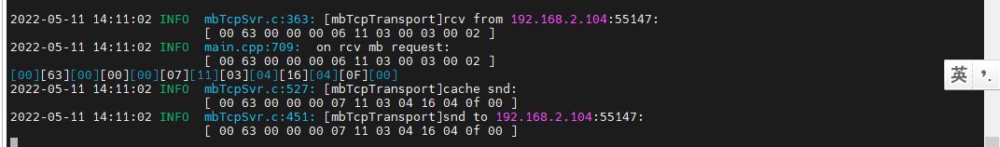 2022-05-11 14:11:02 INFO  mbTcpSvr.c:363: [mbTcpTransport]rcv from 192.168.2.104:55147:
[ 00 63 00 00 00 06 11 03 00 03 00 02 ]
2022-05-11 14:11:02 INFO  main.cpp:709:  on rcv mb request:
[ 00 63 00 00 00 06 11 03 00 03 00 02 ]
[00][63][00][00][00][07][11][03][04][16][04][0F][00]
2022-05-11 14:11:02 INFO  mbTcpSvr.c:527: [mbTcpTransport]cache snd:
[ 00 63 00 00 00 07 11 03 04 16 04 0f 00 ]
2022-05-11 14:11:02 INFO  mbTcpSvr.c:451: [mbTcpTransport]snd to 192.168.2.104:55147:
[ 00 63 00 00 00 07 11 03 04 16 04 0f 00 ]
英